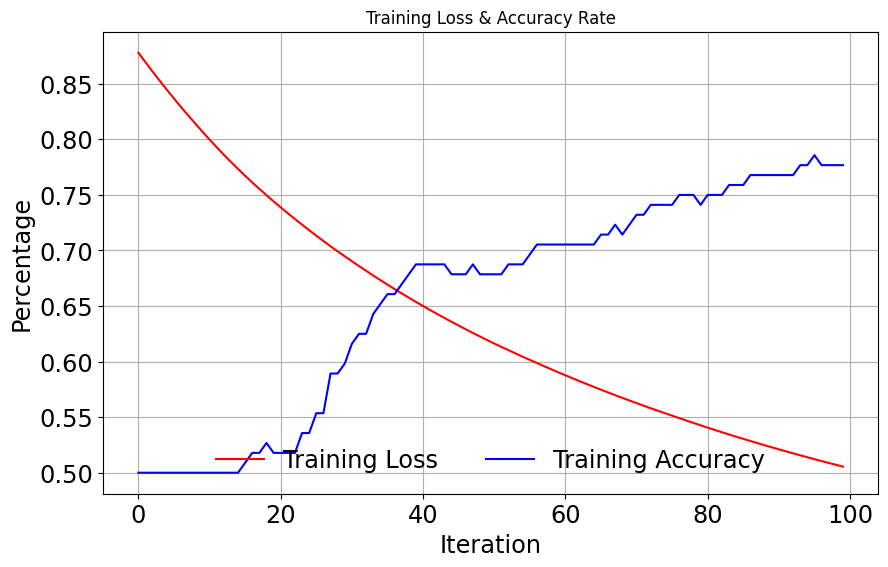 Training Loss & Accuracy Rate
Percentage
0.85
0.80
0.75
0.70
0.65
0.60
0.55
0.50
Training Loss
Training Accuracy
0
20
40
60
80
100
Iteration